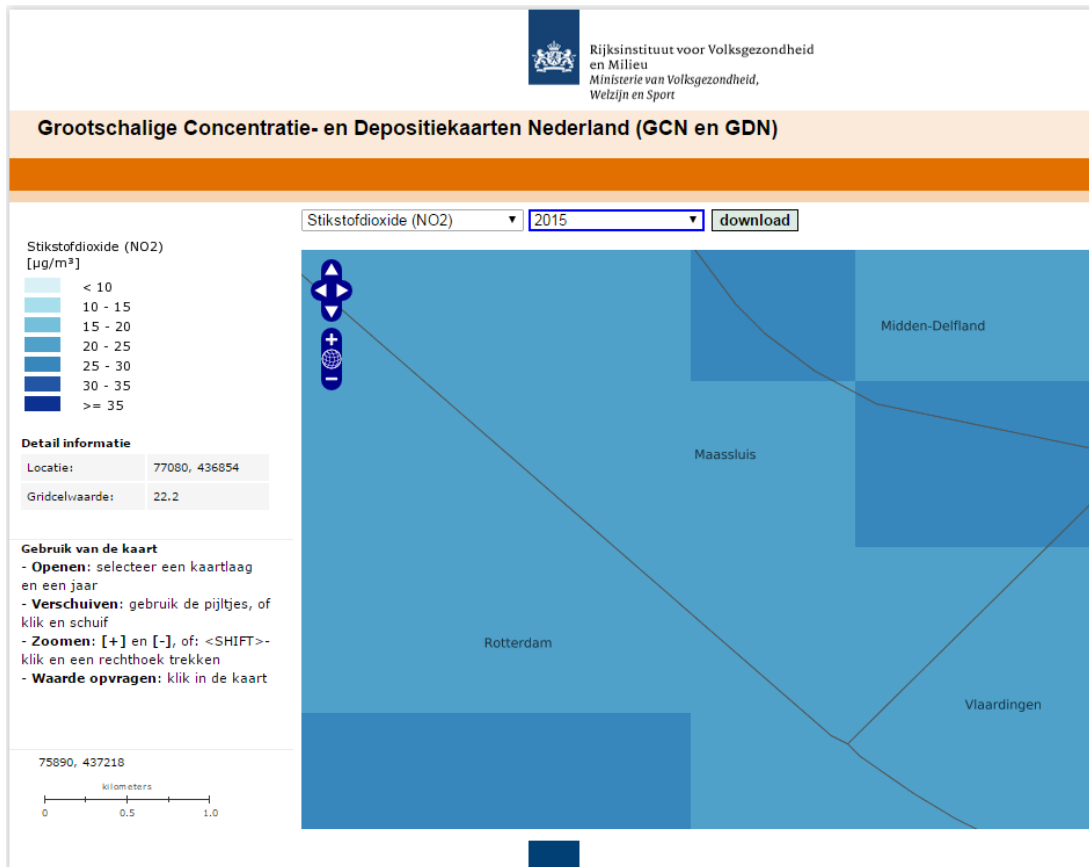 Rijksinstituut voor Volksgezondheid
en Milieu
Ministerie van Volksgezondheid,
Welzijn en Sport
Grootschalige Concentratie- en Depositiekaarten Nederland (GCN en GDN)
Stikstofdioxide (NO2) 2015 download
Stikstofdioxide (NO2)
[µg/m³]
< 10
10 - 15
15 - 20
20 - 25
25 - 30
30 - 35
>= 35
Detail informatie
Locatie: 77080, 436854
Gridcelwaarde: 22.2
Gebruik van de kaart
- Openen: selecteer een kaartlaag
en een jaar
- Verschuiven: gebruik de pijltjes, of
klik en schuif
- Zoomen: [+] en [-], of: <SHIFT>-
klik en een rechthoek trekken
- Waarde opvragen: klik in de kaart
75890, 437218
kilometers
0 0.5 1.0
Midden-Delfland
Maassluis
Rotterdam
Vlaardingen